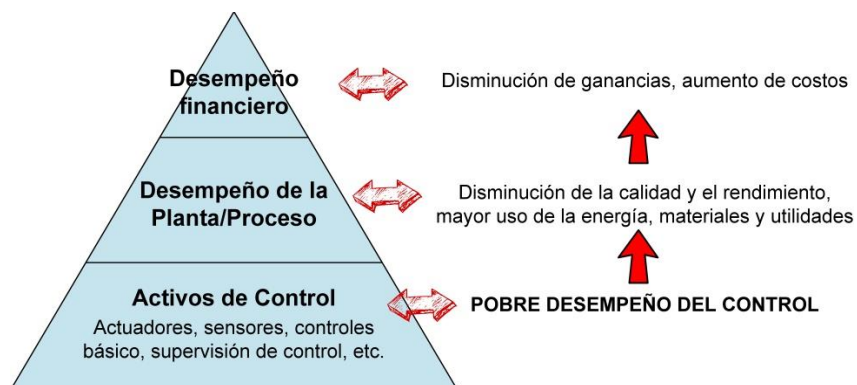 Desempeño
financiero
Disminución de ganancias, aumento de costos
Desempeño de la
Planta/Proceso
Disminución de la calidad y el rendimiento,
mayor uso de la energía, materiales y utilidades
Activos de Control
Actuadores, sensores, controles
básico, supervisión de control, etc.
POBRE DESEMPEÑO DEL CONTROL